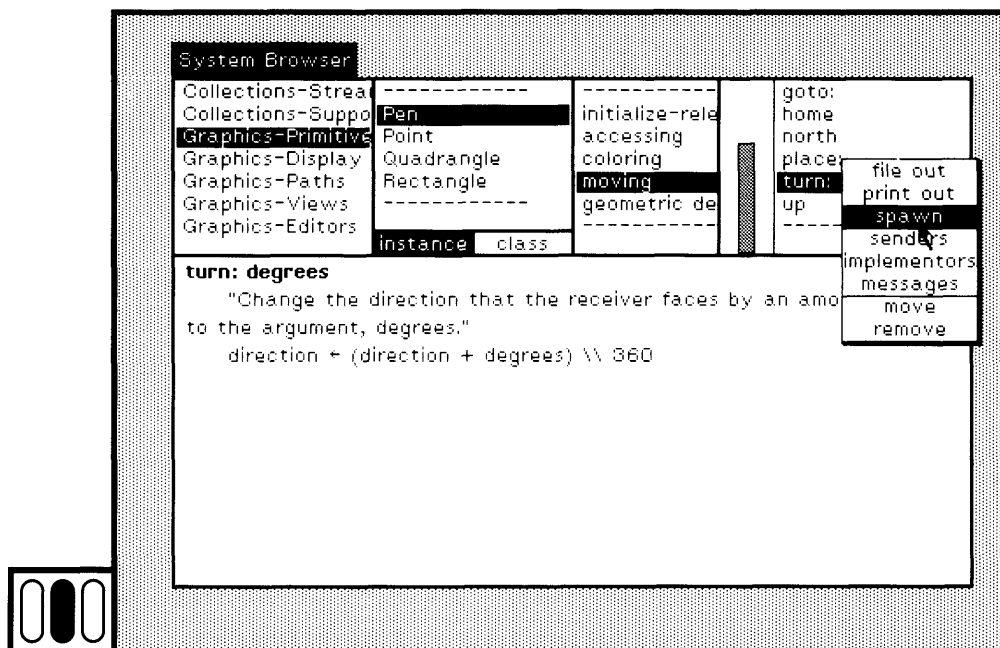 System Browser
Collections-Strea
Collections-Suppo
Graphics-Primitive
Graphics-Display
Graphics-Paths
Graphics-Views
Graphics-Editors
------------
Pen
Point
Quadrangle
Rectangle
------------
instance class
------------
initialize-rele
accessing
coloring
moving
geometric de
------------
goto:
home
north
place:
turn:
up
-----
file out
print out
spawn
senders
implementors
messages
move
remove
turn: degrees
"Change the direction that the receiver faces by an amo
to the argument, degrees."
direction ← (direction + degrees) \\ 360